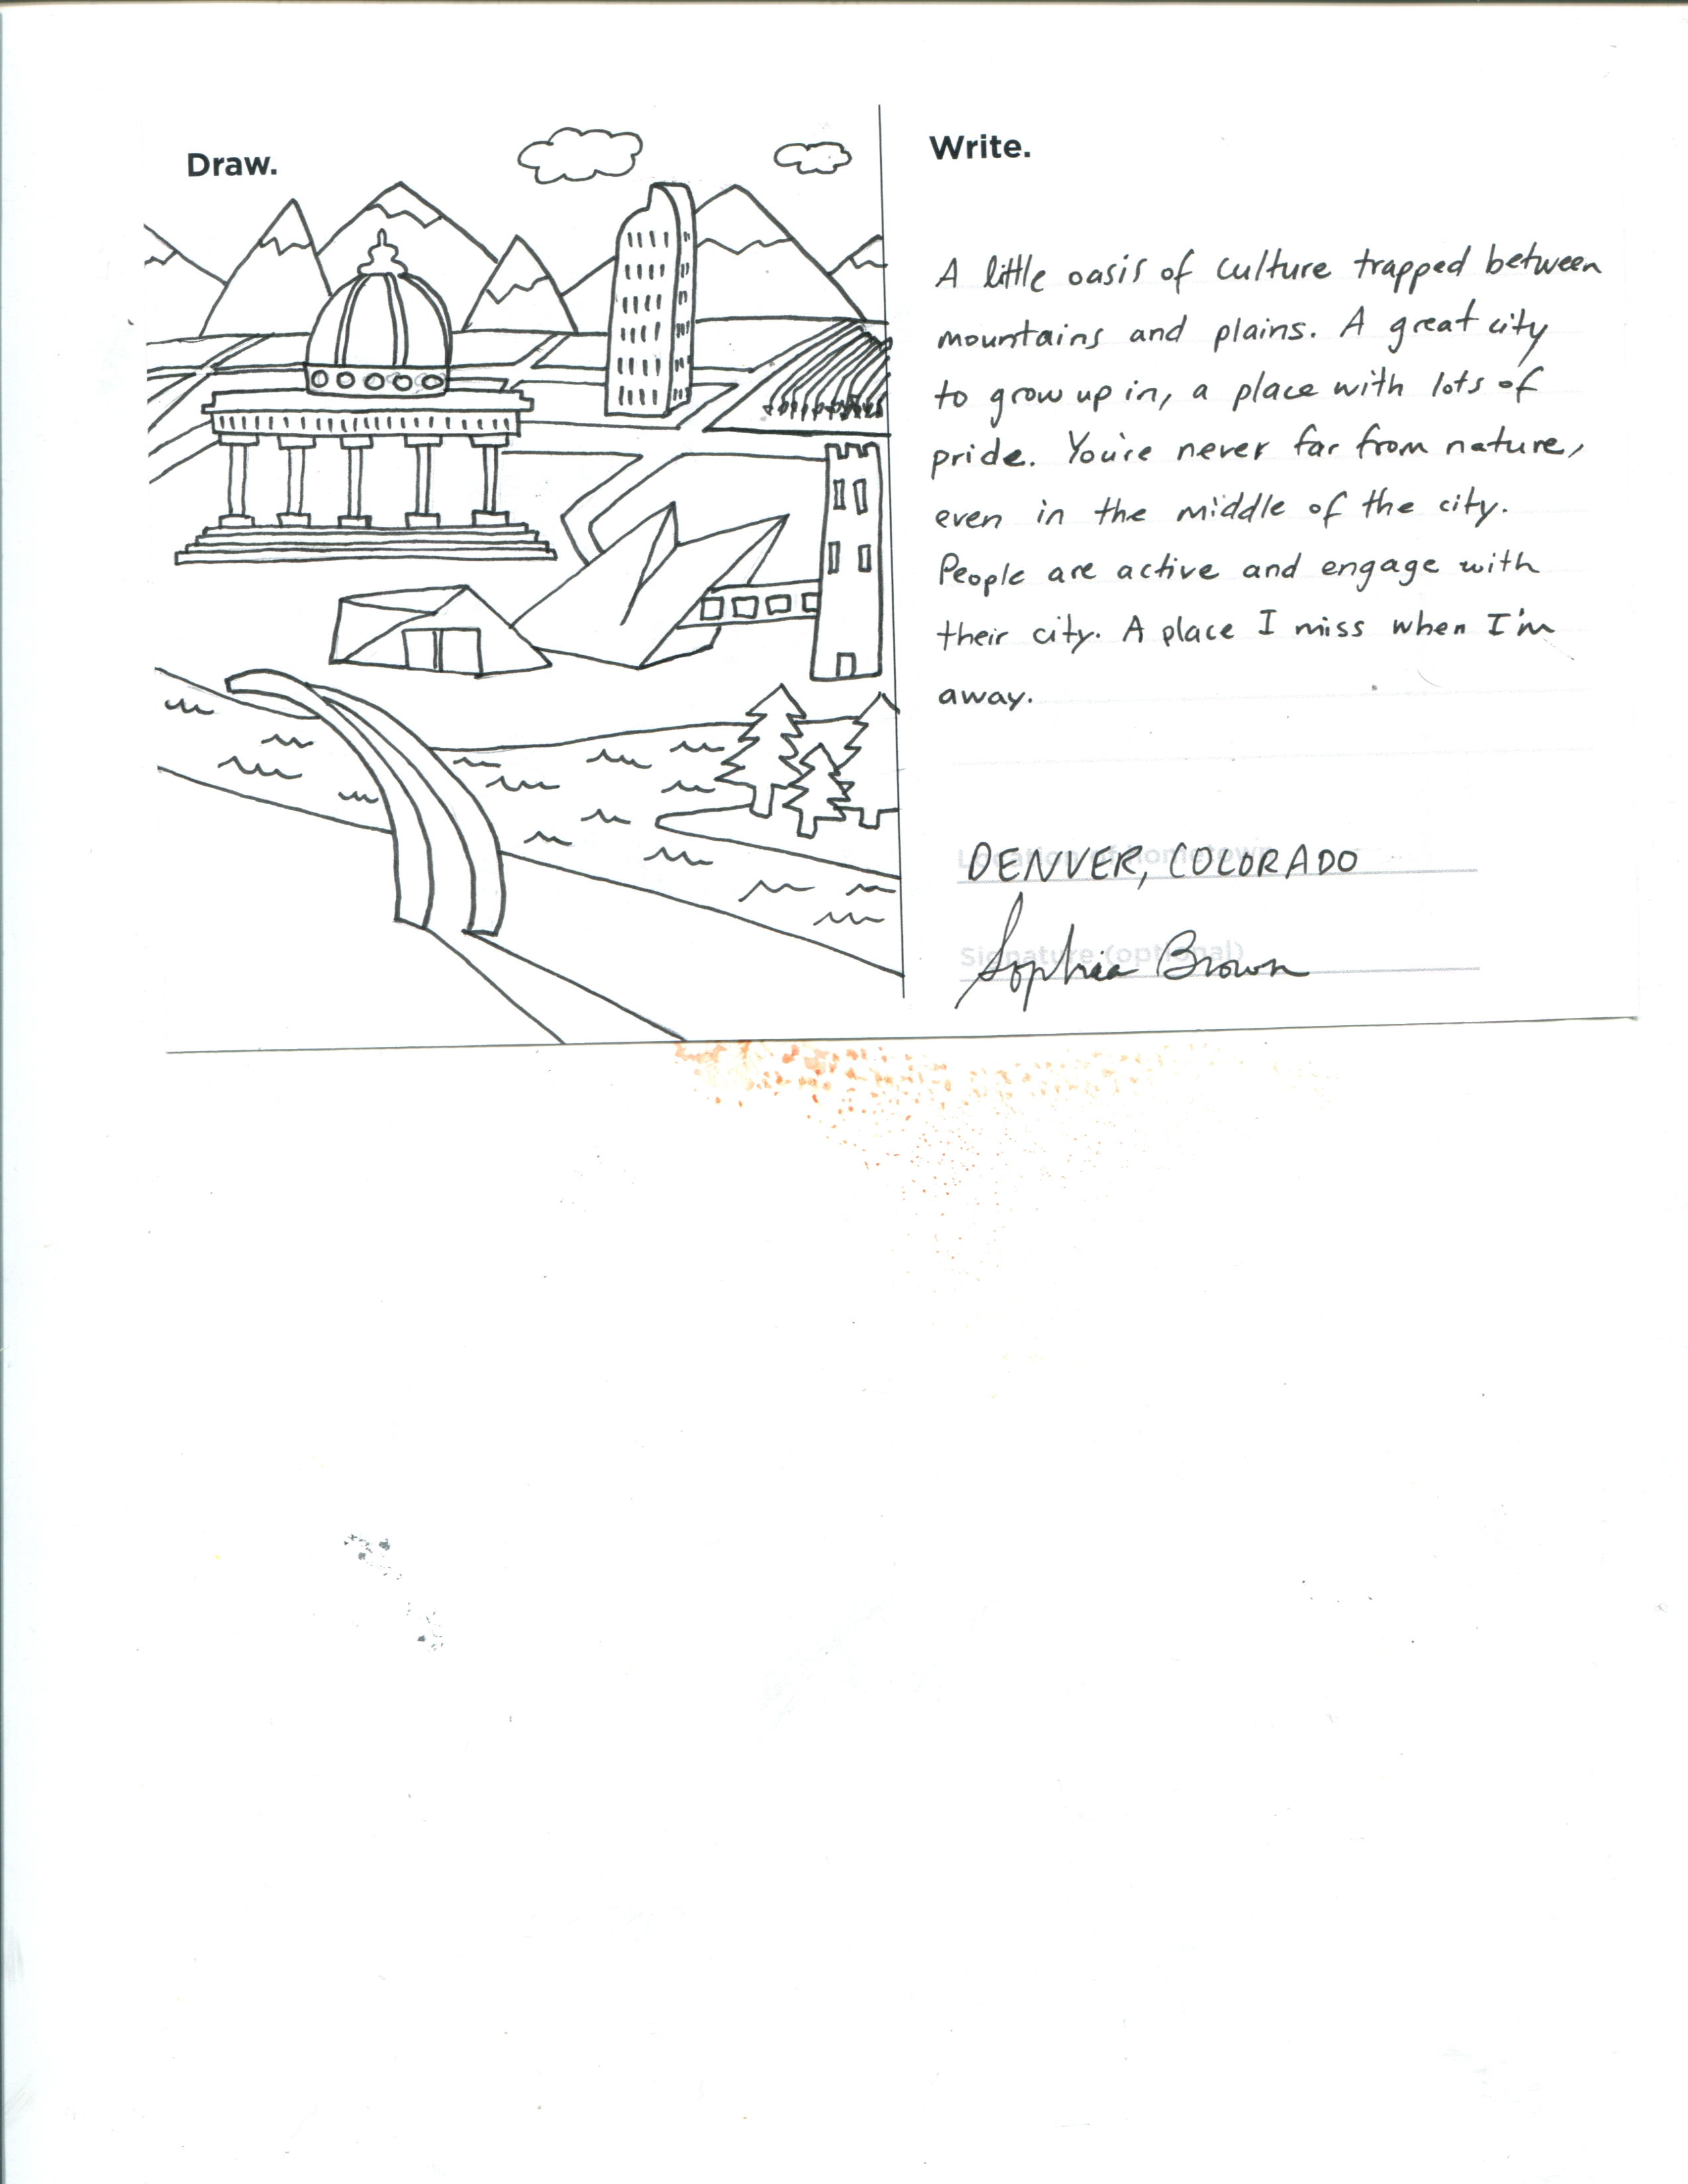 Draw.
Write.
A little oasis of culture trapped between
mountains and plains. A great city
to grow up in, a place with lots of
pride. You're never far from nature,
even in the middle of the city.
People are active and engage with
their city. A place I miss when I'm
away.
Location of hometown
DENVER, COLORADO
Signature (optional)
Sophia Brown